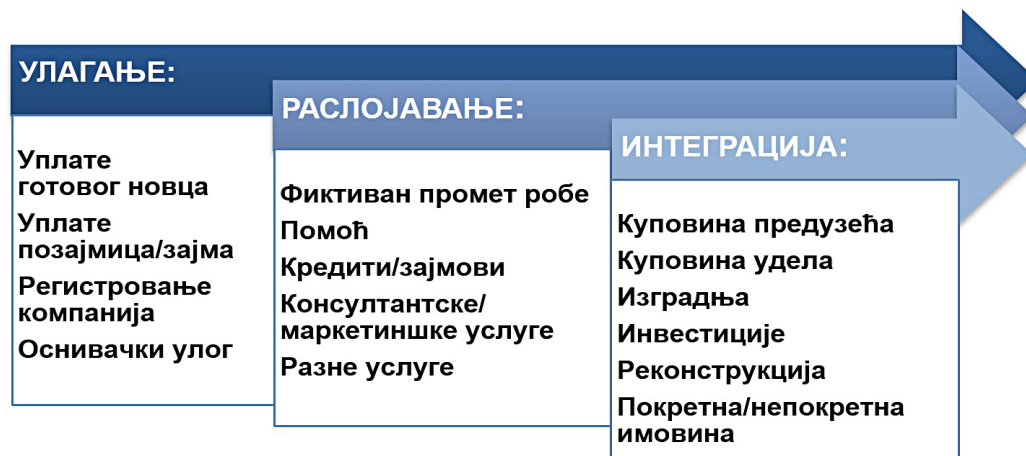 УЛАГАЊЕ:
Уплате
готовог новца
Уплате
позајмица/зајма
Регистровање
компанија
Оснивачки улог
РАСЛОЈАВАЊЕ:
Фиктиван промет робе
Помоћ
Кредити/зајмови
Консултантске/
маркетиншке услуге
Разне услуге
ИНТЕГРАЦИЈА:
Куповина предузећа
Куповина удела
Изградња
Инвестиције
Реконструкција
Покретна/непокретна
имовина